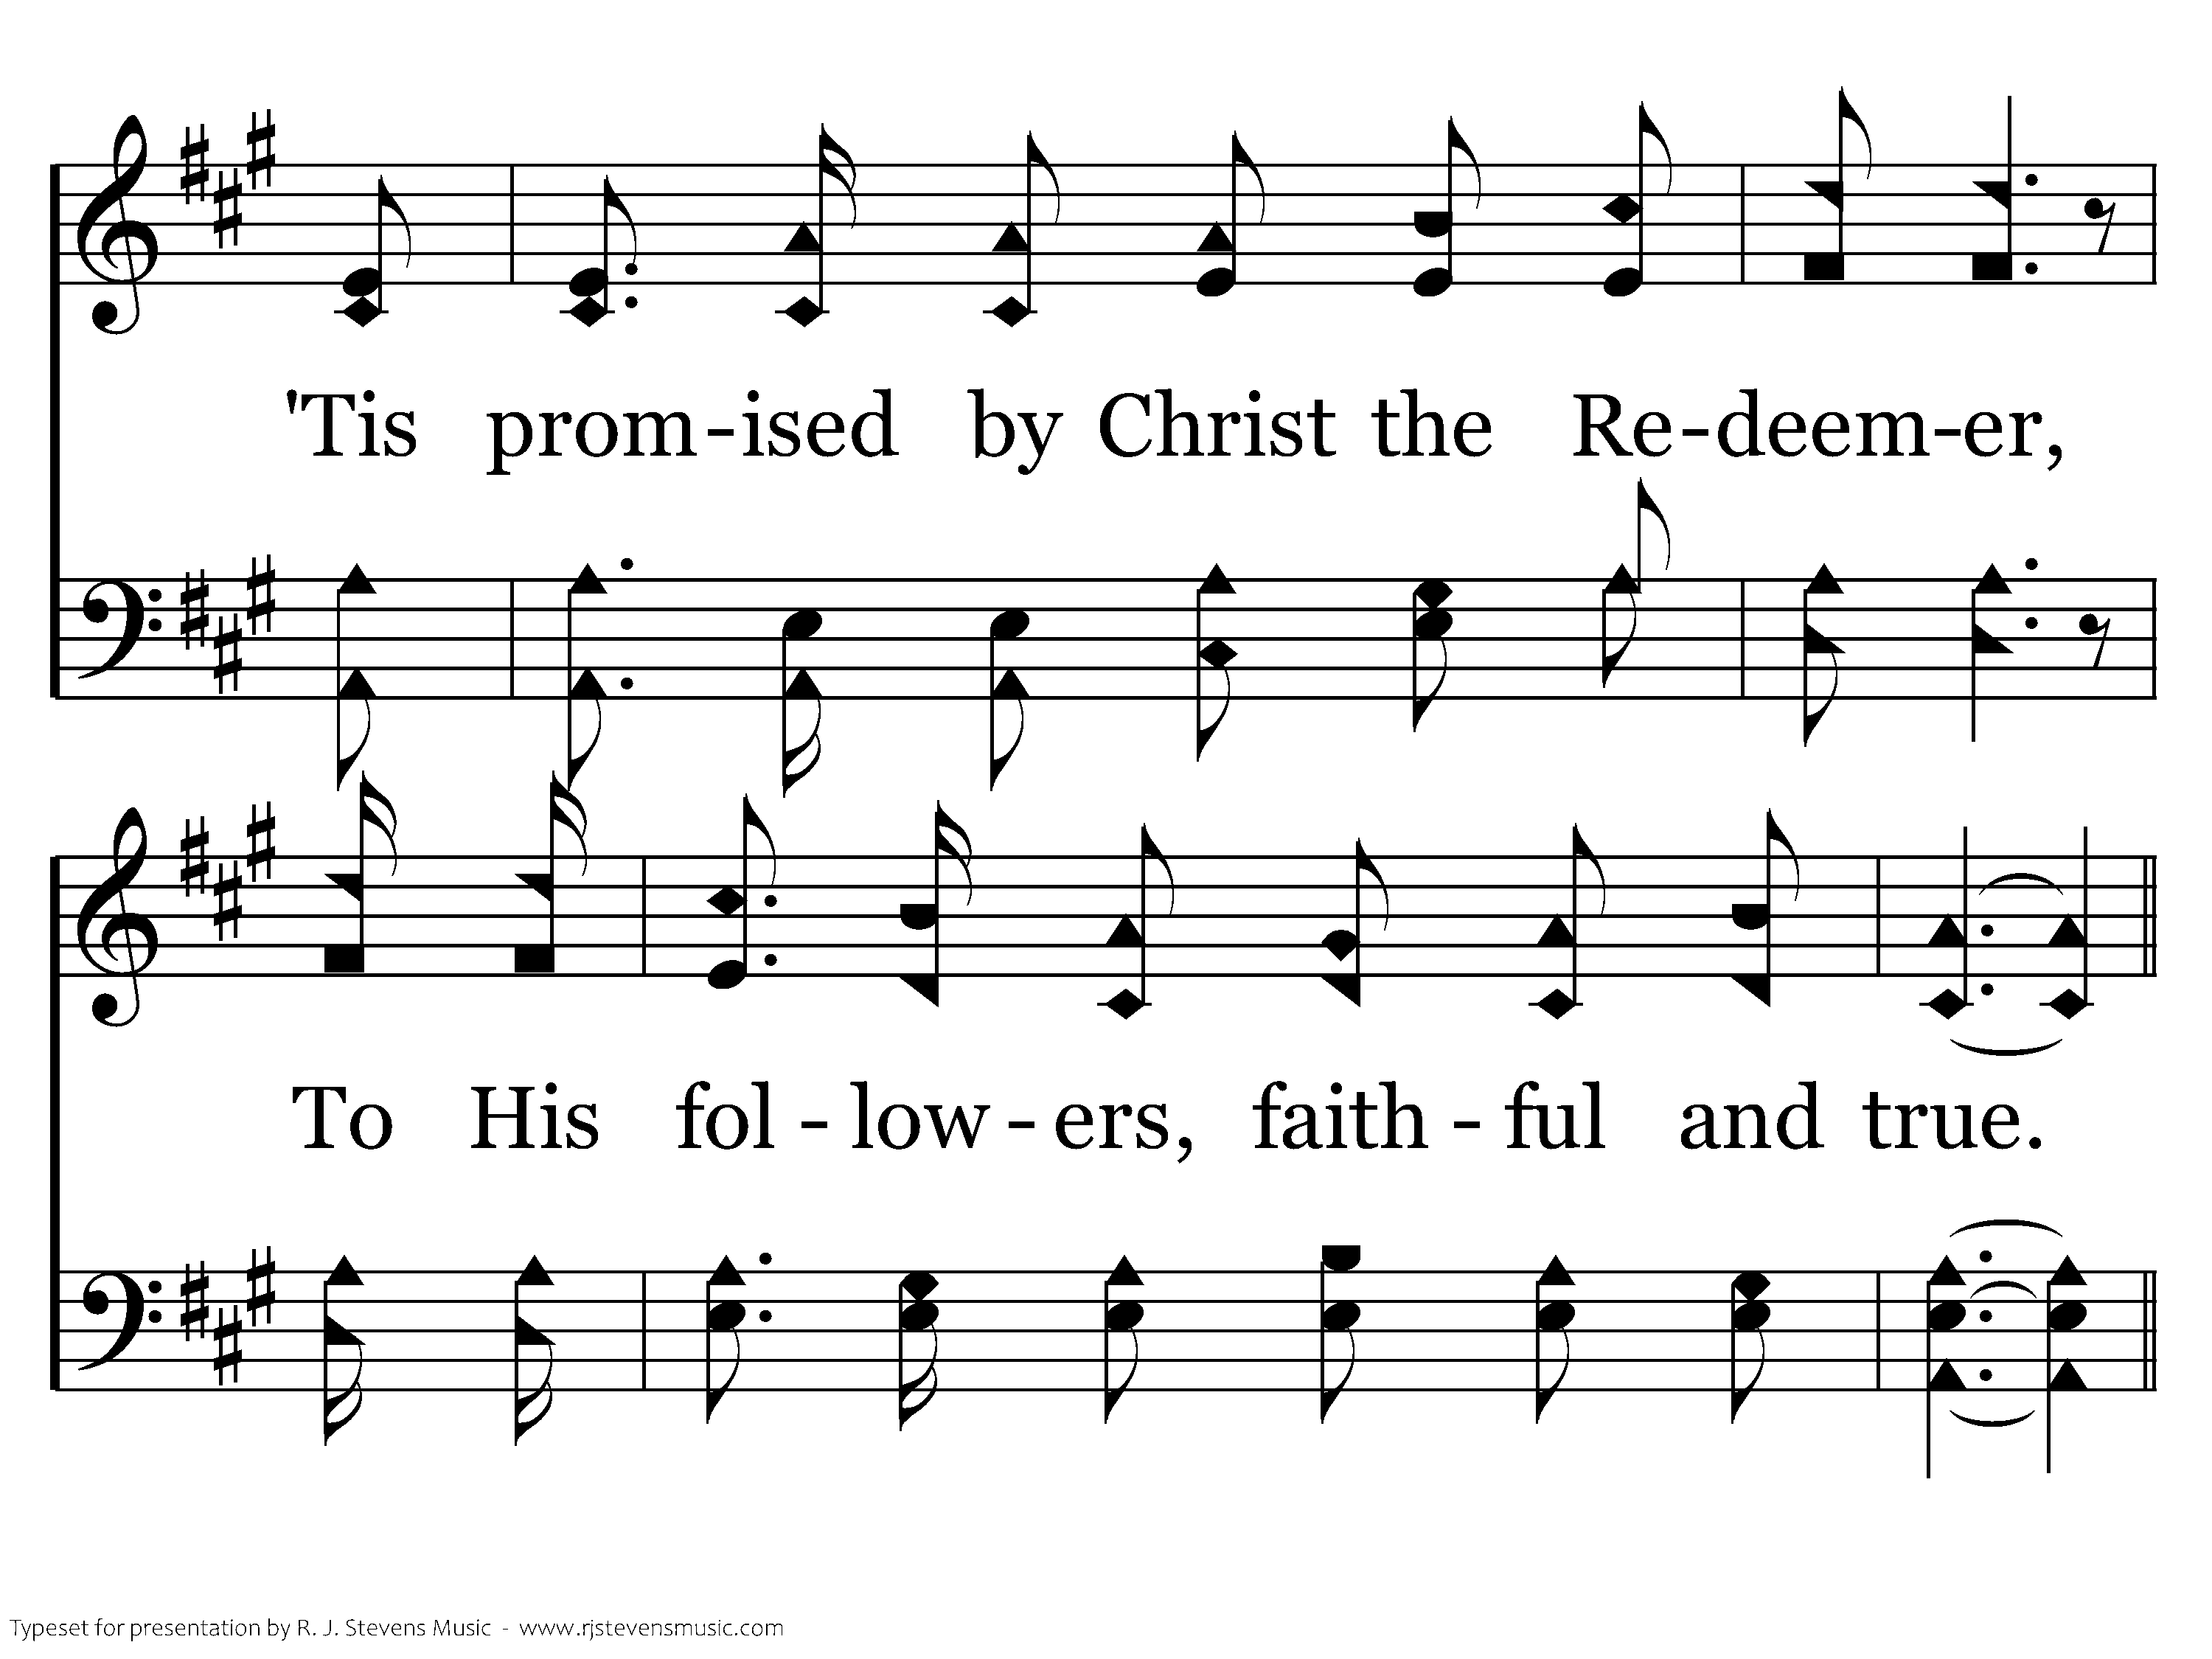 'Tis prom-ised by Christ the Re-deem-er,
To His fol - low - ers, faith - ful and true.
Typeset for presentation by R. J. Stevens Music - www.rjstevensmusic.com